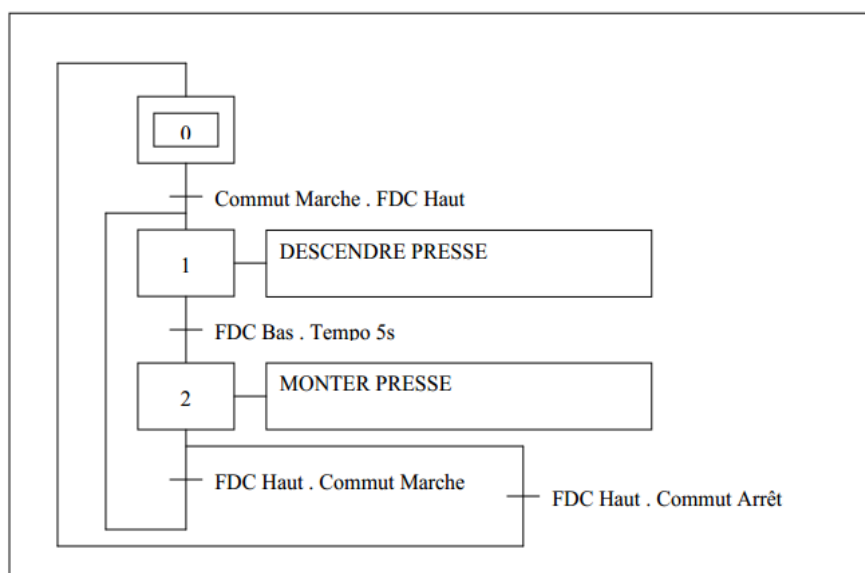 0
Commut Marche . FDC Haut
1
DESCENDRE PRESSE
FDC Bas . Tempo 5s
2
MONTER PRESSE
FDC Haut . Commut Marche
FDC Haut . Commut Arrêt